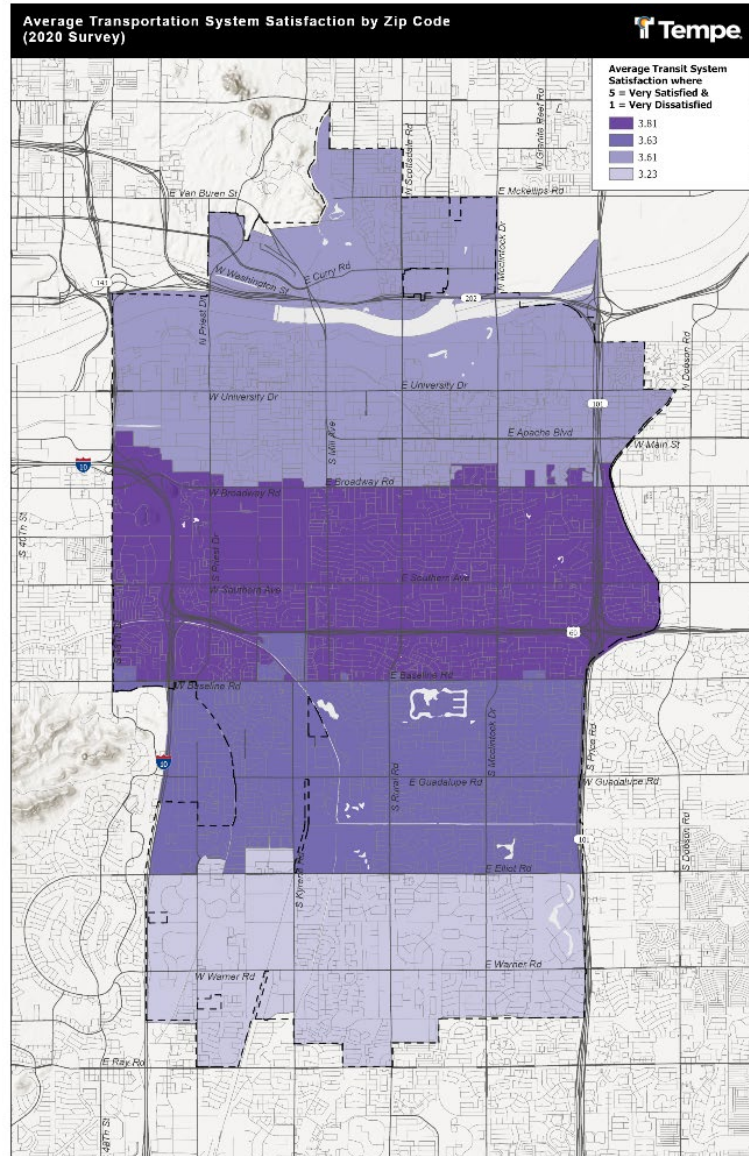 Average Transportation System Satisfaction by Zip Code
(2020 Survey)
Tempe
Average Transit System
Satisfaction where
5 = Very Satisfied &
1 = Very Dissatisfied
3.81
3.63
3.61
3.23
N Scottsdale Rd
N Granite Reef Rd
E Van Buren St
E Mckellips Rd
N Mcclintock Dr
W Washington St
E Curry Rd
143
202
N Priest Dr
N Dobson Rd
E University Dr
W University Dr
101
S Mill Ave
E Apache Blvd
W Main St
10
W Broadway Rd
E Broadway Rd
S 40Th St
S Priest Dr
E Southern Ave
W Southern Ave
60
E Baseline Rd
W Baseline Rd
S Mcclintock Dr
S Price Rd
10
S Rural Rd
E Guadalupe Rd
W Guadalupe Rd
S Dobson Rd
101
E Elliot Rd
S Kyrene Rd
W Warner Rd
E Warner Rd
E Ray Rd
48Th St